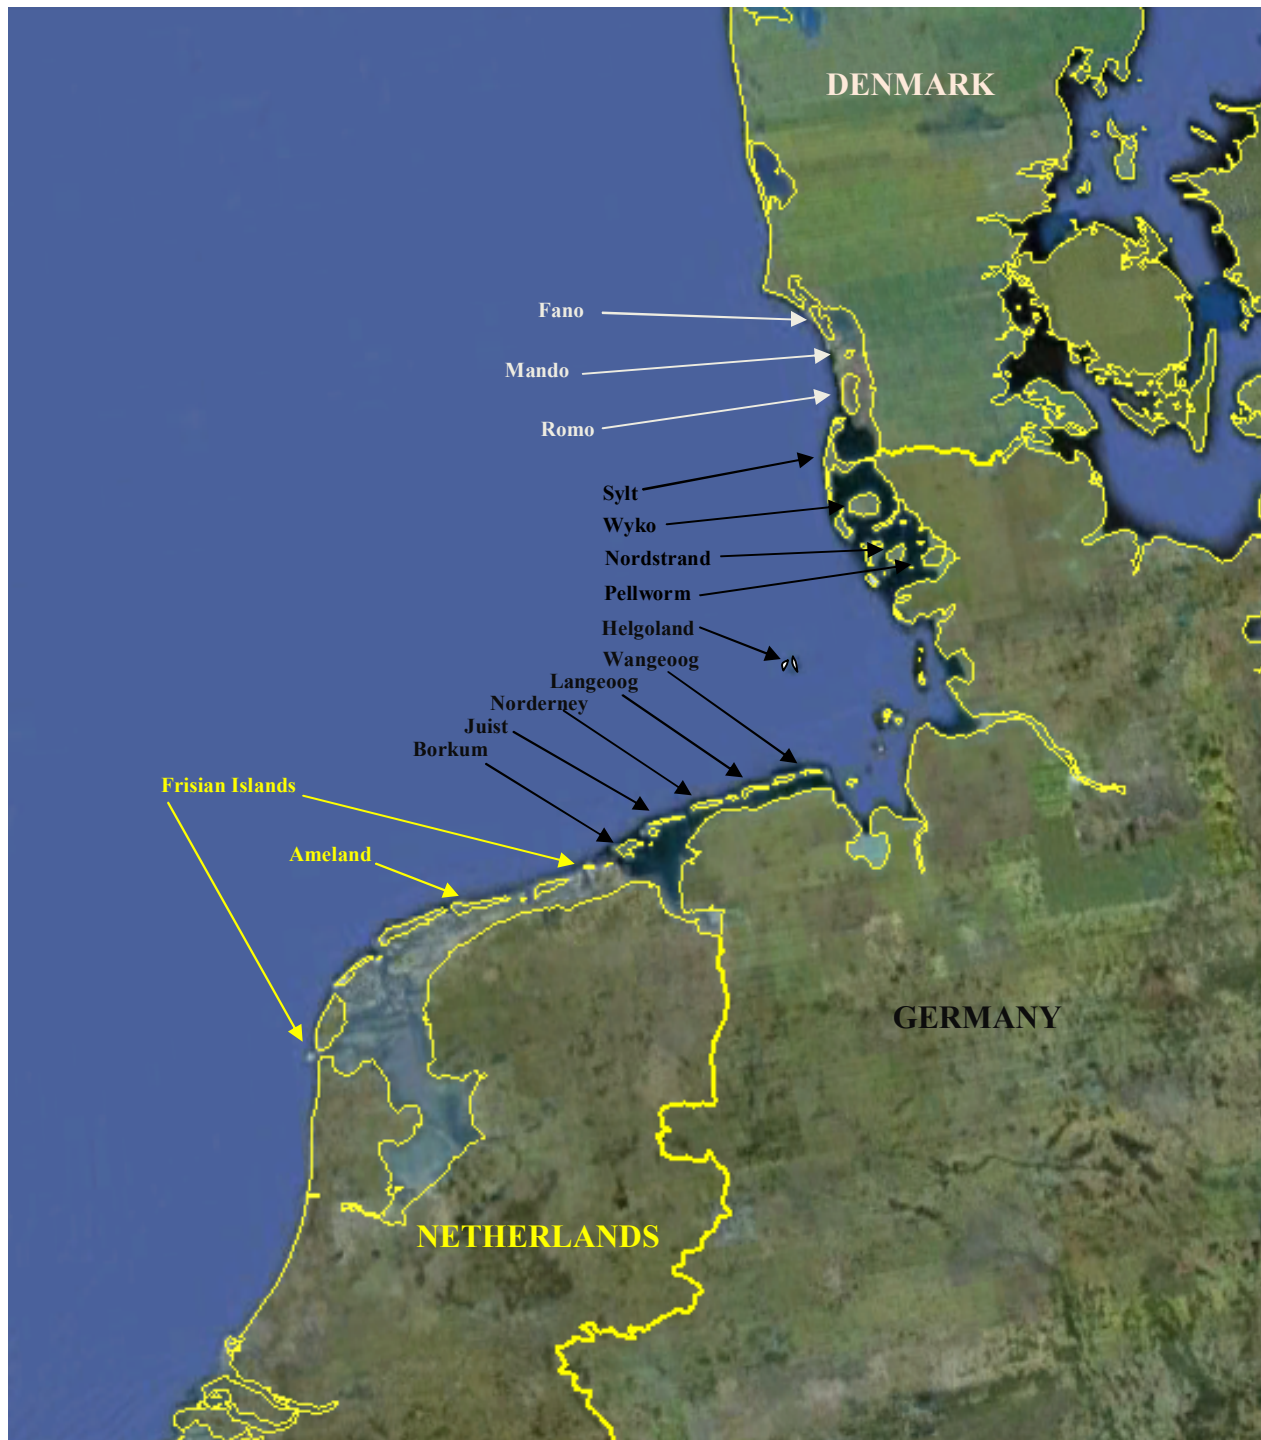 DENMARK
Fano
Mando
Romo
Sylt
Wyko
Nordstrand
Pellworm
Helgoland
Wangeoog
Langeoog
Norderney
Juist
Borkum
Frisian Islands
Ameland
GERMANY
NETHERLANDS